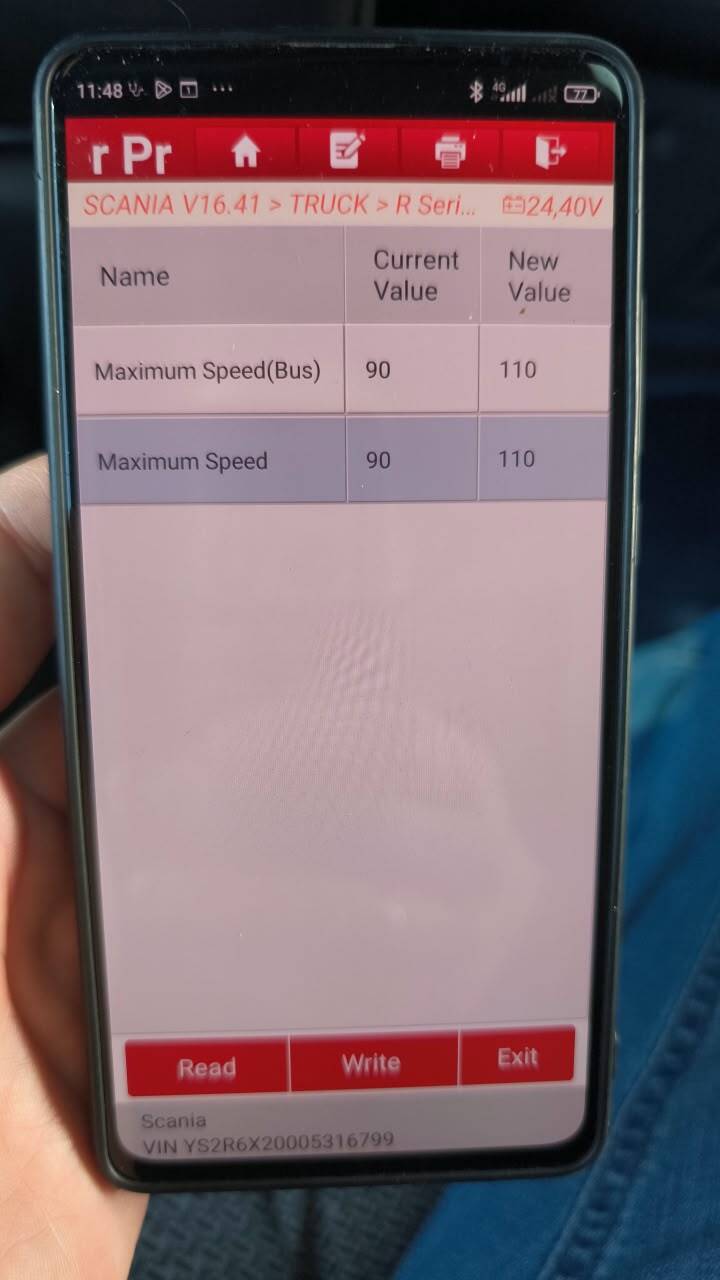 11:48
4G
77
r Pr
SCANIA V16.41 > TRUCK > R Seri... 24,40V
Name Current Value New Value
Maximum Speed(Bus) 90 110
Maximum Speed 90 110
Read Write Exit
Scania
VIN YS2R6X20005316799